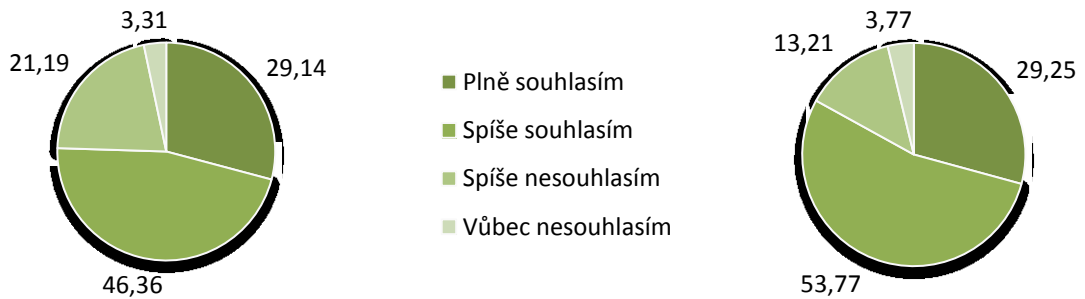 3,31
21,19
29,14
46,36
Plně souhlasím
Spíše souhlasím
Spíše nesouhlasím
Vůbec nesouhlasím
3,77
13,21
29,25
53,77